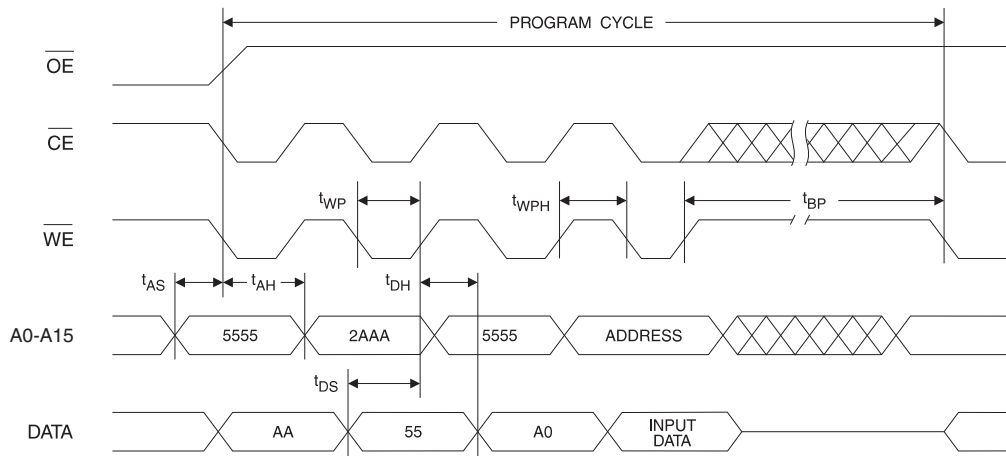 PROGRAM CYCLE
OE
CE
tWP
tWPH
tBP
WE
tAS
tAH
tDH
A0-A15
5555
2AAA
5555
ADDRESS
tDS
DATA
AA
55
A0
INPUT
DATA